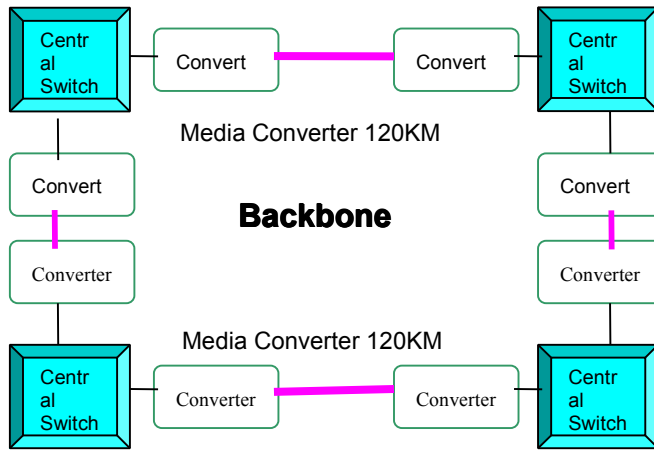 Centr
al
Switch
Convert
Convert
Centr
al
Switch
Media Converter 120KM
Convert
Convert
Backbone
Converter
Converter
Media Converter 120KM
Centr
al
Switch
Converter
Converter
Centr
al
Switch